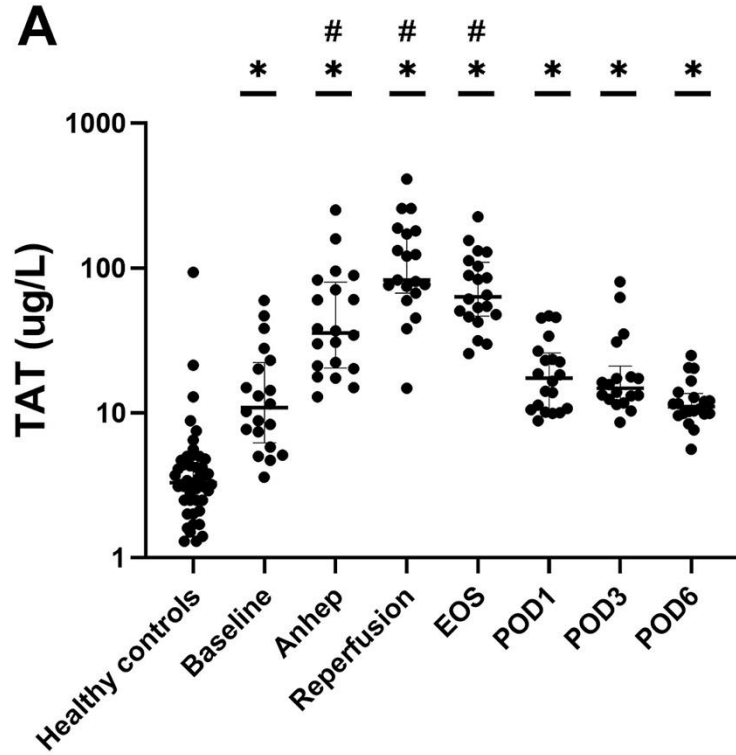 A
# # #
* * * * * * *
1000
100
10
1
TAT (ug/L)
Healthy controls
Baseline
Anhep
Reperfusion
EOS
POD1
POD3
POD6